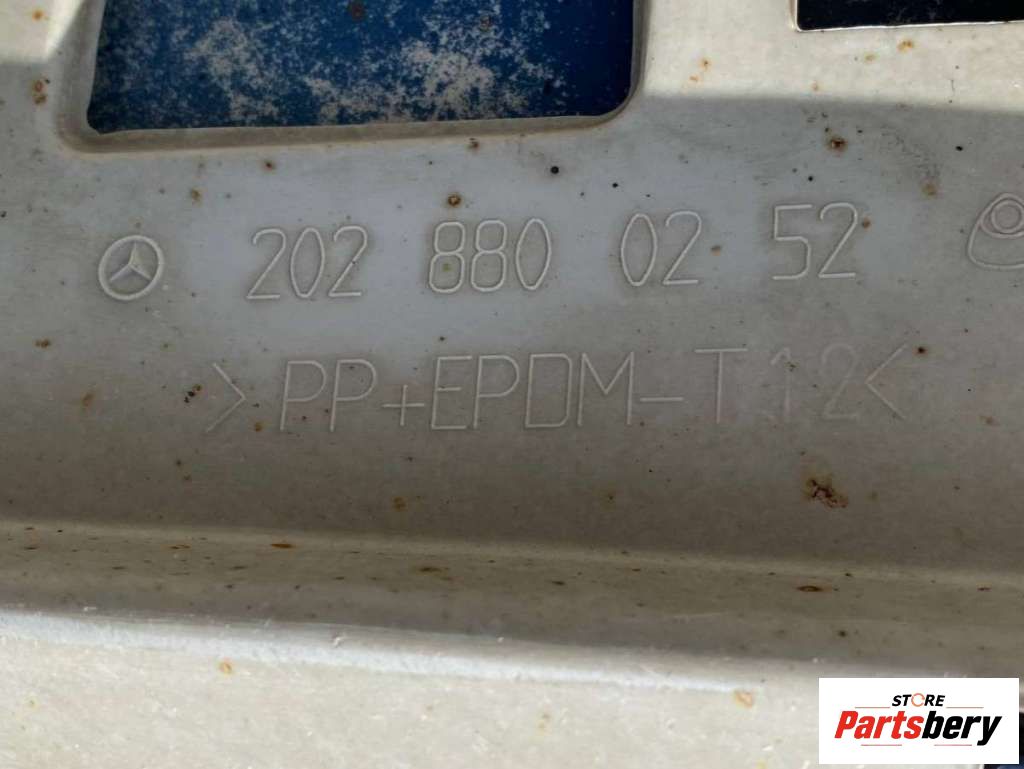 202 880 02 52
>PP+EPDM-T12<
STORE
Partsbery